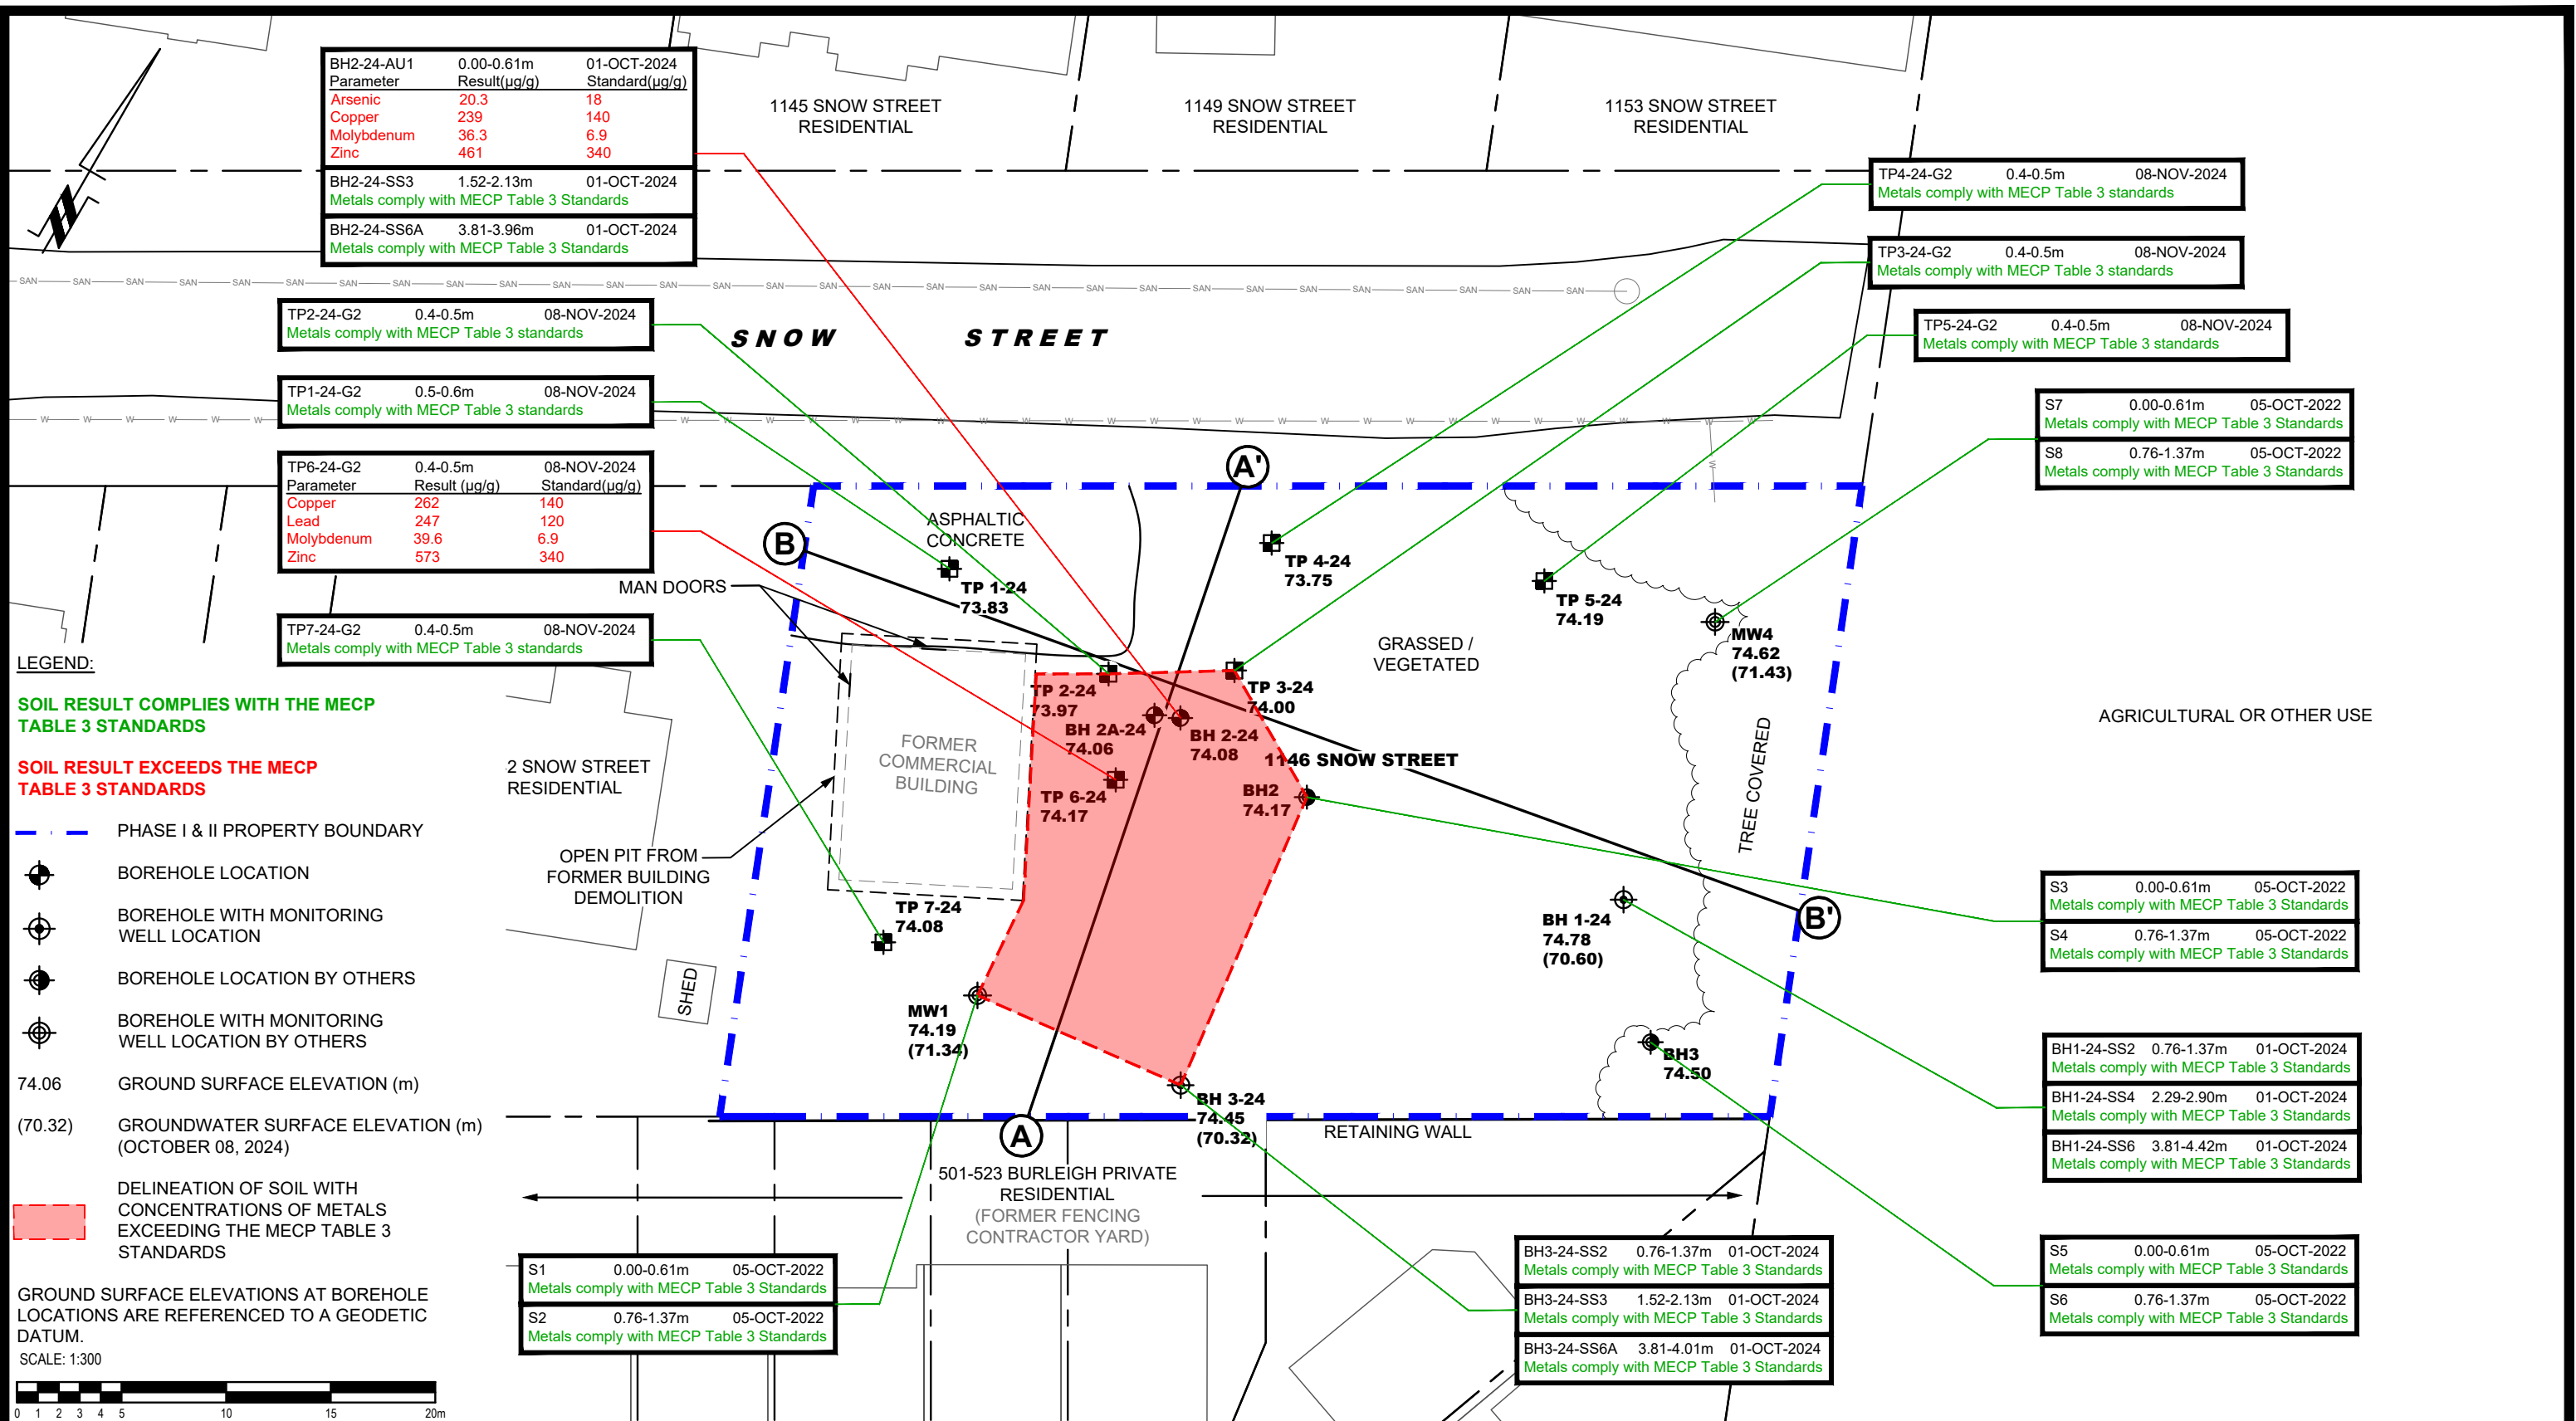 BH2-24-AU1 0.00-0.61m 01-OCT-2024
Parameter Result(µg/g) Standard(µg/g)
Arsenic 20.3 18
Copper 239 140
Molybdenum 36.3 6.9
Zinc 461 340
BH2-24-SS3 1.52-2.13m 01-OCT-2024
Metals comply with MECP Table 3 Standards
BH2-24-SS6A 3.81-3.96m 01-OCT-2024
Metals comply with MECP Table 3 Standards
1145 SNOW STREET
RESIDENTIAL
1149 SNOW STREET
RESIDENTIAL
1153 SNOW STREET
RESIDENTIAL
TP4-24-G2 0.4-0.5m 08-NOV-2024
Metals comply with MECP Table 3 standards
TP3-24-G2 0.4-0.5m 08-NOV-2024
Metals comply with MECP Table 3 standards
TP5-24-G2 0.4-0.5m 08-NOV-2024
Metals comply with MECP Table 3 standards
SAN SAN SAN SAN SAN SAN SAN SAN SAN SAN SAN SAN SAN SAN SAN SAN SAN SAN SAN SAN SAN SAN SAN SAN SAN SAN SAN SAN SAN SAN
TP2-24-G2 0.4-0.5m 08-NOV-2024
Metals comply with MECP Table 3 standards
SNOW STREET
TP1-24-G2 0.5-0.6m 08-NOV-2024
Metals comply with MECP Table 3 standards
W W W W W W W W W W W W W W W W W W W W W W W W W W W W W W W W
W
S7 0.00-0.61m 05-OCT-2022
Metals comply with MECP Table 3 Standards
S8 0.76-1.37m 05-OCT-2022
Metals comply with MECP Table 3 Standards
TP6-24-G2 0.4-0.5m 08-NOV-2024
Parameter Result (µg/g) Standard(µg/g)
Copper 262 140
Lead 247 120
Molybdenum 39.6 6.9
Zinc 573 340
TP7-24-G2 0.4-0.5m 08-NOV-2024
Metals comply with MECP Table 3 standards
A'
B
ASPHALTIC
CONCRETE
MAN DOORS
TP 1-24
73.83
TP 4-24
73.75
TP 5-24
74.19
MW4
74.62
(71.43)
GRASSED /
VEGETATED
TP 2-24
73.97
TP 3-24
74.00
BH 2A-24
74.06
BH 2-24
74.08
1146 SNOW STREET
FORMER
COMMERCIAL
BUILDING
TP 6-24
74.17
BH2
74.17
TREE COVERED
AGRICULTURAL OR OTHER USE
2 SNOW STREET
RESIDENTIAL
OPEN PIT FROM
FORMER BUILDING
DEMOLITION
TP 7-24
74.08
SHED
MW1
74.19
(71.34)
BH 1-24
74.78
(70.60)
B'
BH3
74.50
BH 3-24
74.45
(70.32)
A
RETAINING WALL
501-523 BURLEIGH PRIVATE
RESIDENTIAL
(FORMER FENCING
CONTRACTOR YARD)
S3 0.00-0.61m 05-OCT-2022
Metals comply with MECP Table 3 Standards
S4 0.76-1.37m 05-OCT-2022
Metals comply with MECP Table 3 Standards
BH1-24-SS2 0.76-1.37m 01-OCT-2024
Metals comply with MECP Table 3 Standards
BH1-24-SS4 2.29-2.90m 01-OCT-2024
Metals comply with MECP Table 3 Standards
BH1-24-SS6 3.81-4.42m 01-OCT-2024
Metals comply with MECP Table 3 Standards
S5 0.00-0.61m 05-OCT-2022
Metals comply with MECP Table 3 Standards
S6 0.76-1.37m 05-OCT-2022
Metals comply with MECP Table 3 Standards
BH3-24-SS2 0.76-1.37m 01-OCT-2024
Metals comply with MECP Table 3 Standards
BH3-24-SS3 1.52-2.13m 01-OCT-2024
Metals comply with MECP Table 3 Standards
BH3-24-SS6A 3.81-4.01m 01-OCT-2024
Metals comply with MECP Table 3 Standards
S1 0.00-0.61m 05-OCT-2022
Metals comply with MECP Table 3 Standards
S2 0.76-1.37m 05-OCT-2022
Metals comply with MECP Table 3 Standards
LEGEND:
SOIL RESULT COMPLIES WITH THE MECP
TABLE 3 STANDARDS
SOIL RESULT EXCEEDS THE MECP
TABLE 3 STANDARDS
PHASE I & II PROPERTY BOUNDARY
BOREHOLE LOCATION
BOREHOLE WITH MONITORING
WELL LOCATION
BOREHOLE LOCATION BY OTHERS
BOREHOLE WITH MONITORING
WELL LOCATION BY OTHERS
74.06 GROUND SURFACE ELEVATION (m)
(70.32) GROUNDWATER SURFACE ELEVATION (m)
(OCTOBER 08, 2024)
DELINEATION OF SOIL WITH
CONCENTRATIONS OF METALS
EXCEEDING THE MECP TABLE 3
STANDARDS
GROUND SURFACE ELEVATIONS AT BOREHOLE
LOCATIONS ARE REFERENCED TO A GEODETIC
DATUM.
SCALE: 1:300
0 1 2 3 4 5 10 15 20m